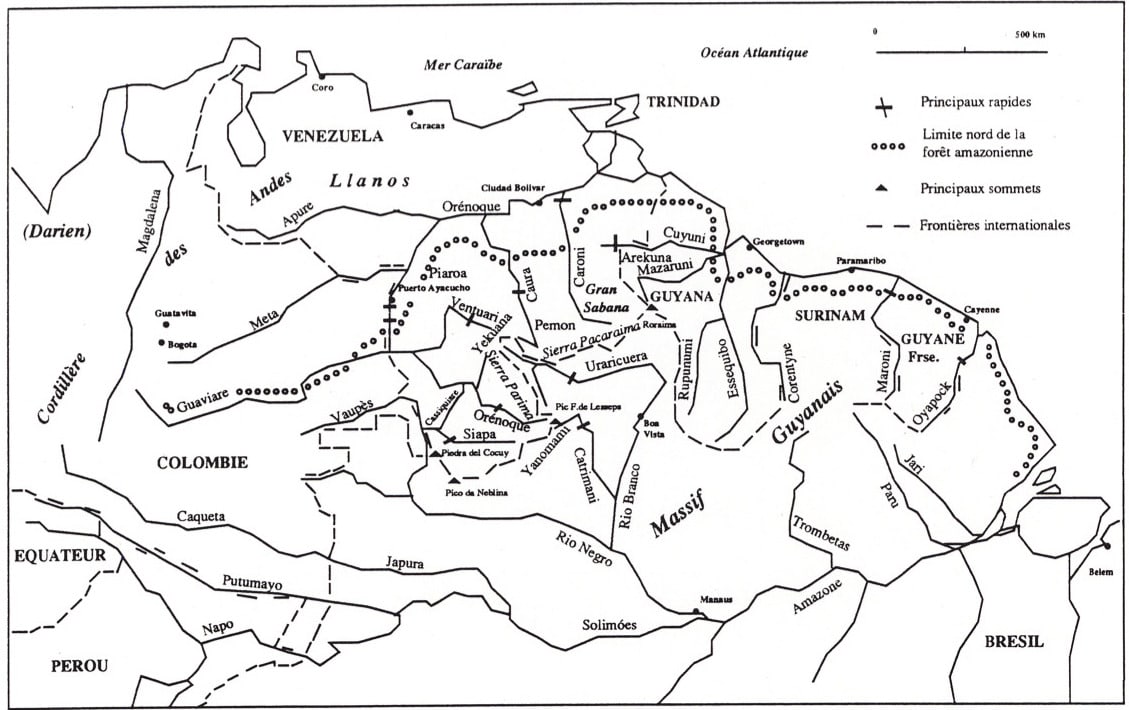 0
500 km
Océan Atlantique
Mer Caraïbe
Coro
TRINIDAD
Principaux rapides
Caracas
VENEZUELA
Limite nord de la
forêt amazonienne
Andes
Llanos
Ciudad Bolivar
Principaux sommets
Magdalena
Apure
Orénoque
Frontières internationales
(Darien)
des
Cuyuni
Georgetown
Caroni
Arekuna
Mazaruni
Paramaribo
Piaroa
Puerto Ayacucho
Caura
Gran
Sabana
GUYANA
Guatavita
Meta
Ventuari
Pemon
Roraima
SURINAM
Cayenne
Bogota
Yekuana
Sierra Pacaraima
GUYANE
Frse.
Cordillère
Sierra Parima
Uraricuera
Rupunumi
Essequibo
Corentyne
Maroni
Oyapock
Guaviare
Vaupès
Cassiquiare
Orénoque
Pic F.de Lesseps
Boa
Vista
Guyanais
Siapa
Yanomami
COLOMBIE
Piedra del Cocuy
Catrimani
Jari
Pico da Neblina
Rio Branco
Massif
Paru
Caqueta
Rio Negro
Trombetas
EQUATEUR
Japura
Belem
Putumayo
Amazone
Manaus
Napo
Solimóes
BRESIL
PEROU